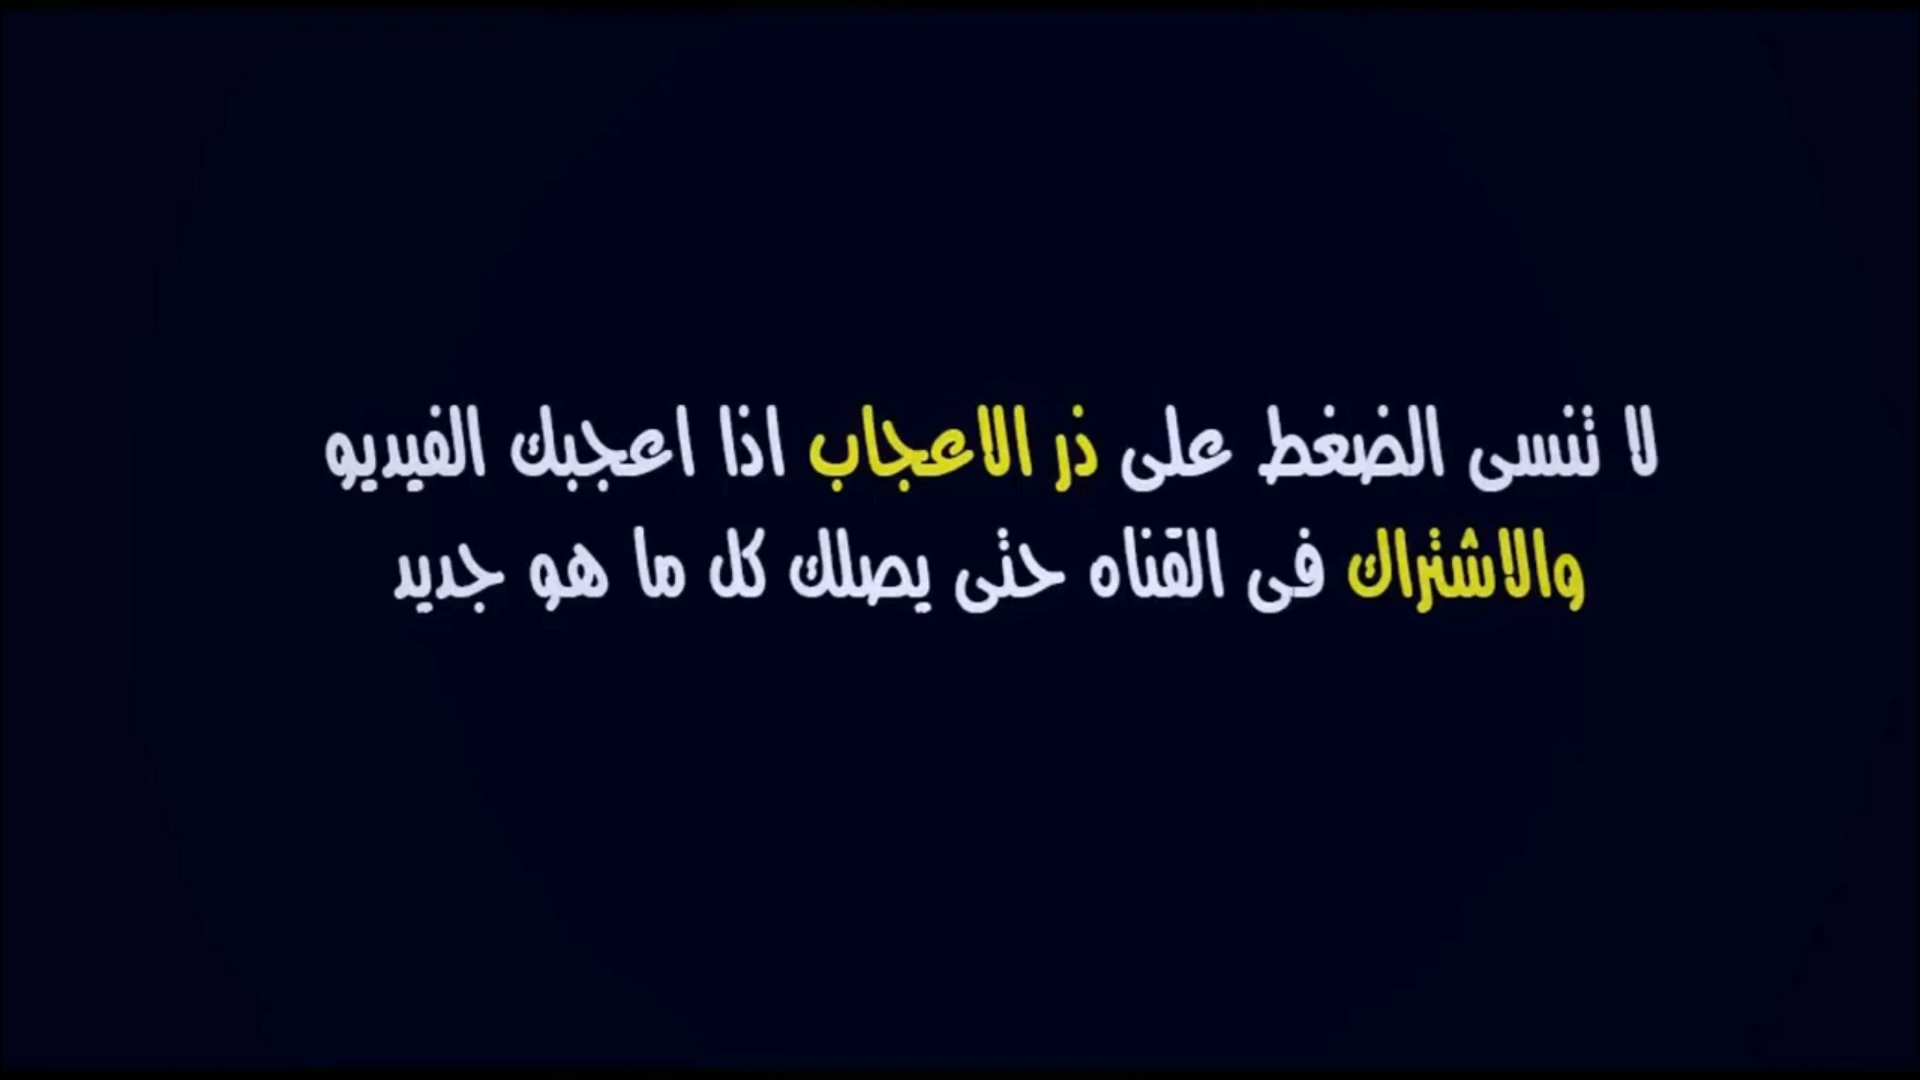 لا تنسى الضغط على ذر الاعجاب اذا اعجبك الفيديو
والاشتراك فى القناه حتى يصلك كل ما هو جديد